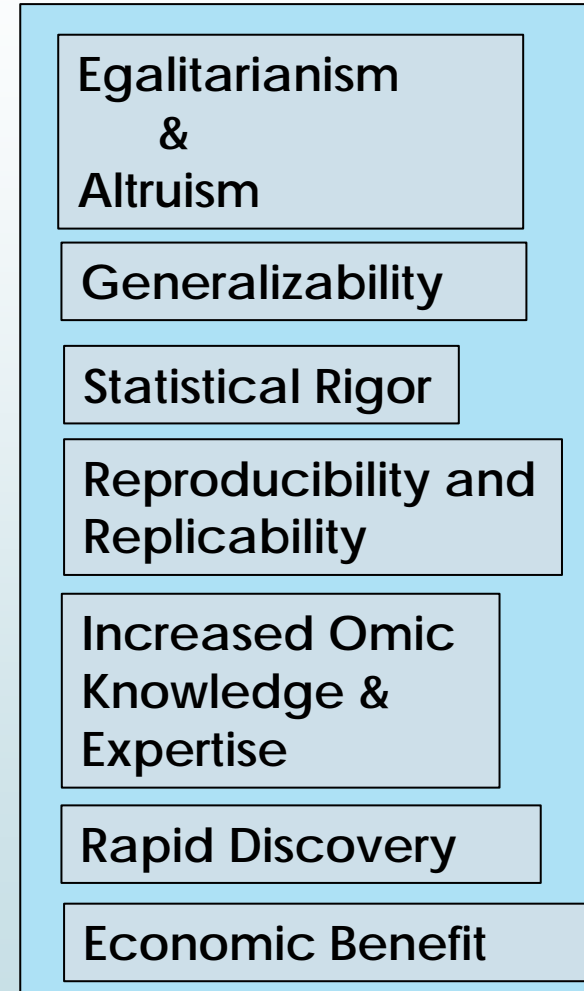 Egalitarianism
&
Altruism
Generalizability
Statistical Rigor
Reproducibility and
Replicability
Increased Omic
Knowledge &
Expertise
Rapid Discovery
Economic Benefit